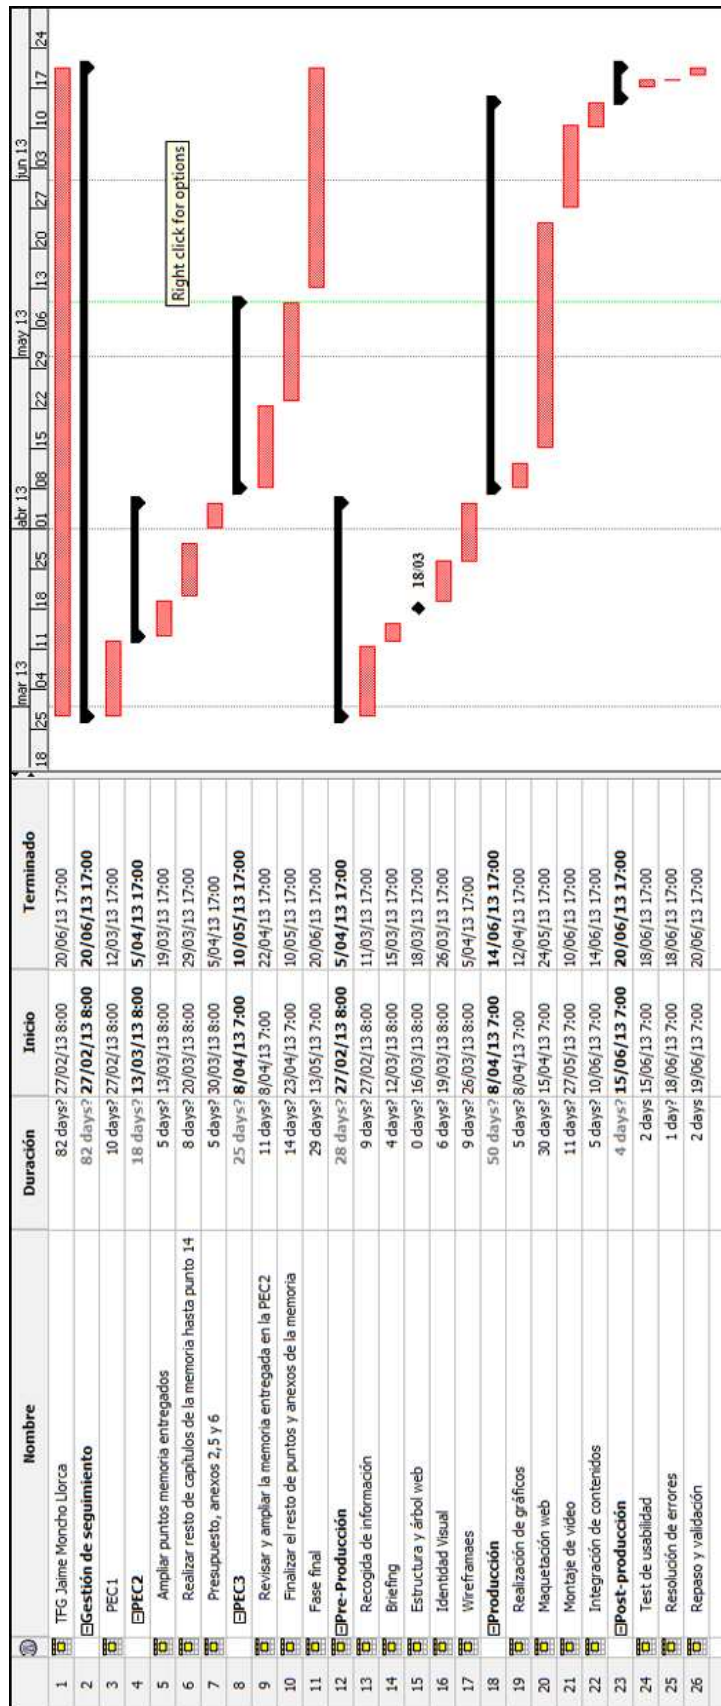 Nombre Duración Inicio Terminado
1 TFG Jaime Moncho Llorca 82 days? 27/02/13 8:00 20/06/13 17:00
2 Gestión de seguimiento 82 days? 27/02/13 8:00 20/06/13 17:00
3 PEC1 10 days? 27/02/13 8:00 12/03/13 17:00
4 PEC2 18 days? 13/03/13 8:00 5/04/13 17:00
5 Ampliar puntos memoria entregados 5 days? 13/03/13 8:00 19/03/13 17:00
6 Realizar resto de capítulos de la memoria hasta punto 14 8 days? 20/03/13 8:00 29/03/13 17:00
7 Presupuesto, anexos 2,5 y 6 5 days? 30/03/13 8:00 5/04/13 17:00
8 PEC3 25 days? 8/04/13 7:00 10/05/13 17:00
9 Revisar y ampliar la memoria entregada en la PEC2 11 days? 8/04/13 7:00 22/04/13 17:00
10 Finalizar el resto de puntos y anexos de la memoria 14 days? 23/04/13 7:00 10/05/13 17:00
11 Fase final 29 days? 13/05/13 7:00 20/06/13 17:00
12 Pre-Producción 28 days? 27/02/13 8:00 5/04/13 17:00
13 Recogida de información 9 days? 27/02/13 8:00 11/03/13 17:00
14 Briefing 4 days? 12/03/13 8:00 15/03/13 17:00
15 Estructura y árbol web 0 days? 16/03/13 8:00 18/03/13 17:00
16 Identidad Visual 6 days? 19/03/13 8:00 26/03/13 17:00
17 Wireframaes 9 days? 26/03/13 8:00 5/04/13 17:00
18 Producción 50 days? 8/04/13 7:00 14/06/13 17:00
19 Realización de gráficos 5 days? 8/04/13 7:00 12/04/13 17:00
20 Maquetación web 30 days? 15/04/13 7:00 24/05/13 17:00
21 Montaje de vídeo 11 days? 27/05/13 7:00 10/06/13 17:00
22 Integración de contenidos 5 days? 10/06/13 7:00 14/06/13 17:00
23 Post-producción 4 days? 15/06/13 7:00 20/06/13 17:00
24 Test de usabilidad 2 days 15/06/13 7:00 18/06/13 17:00
25 Resolución de errores 1 day? 18/06/13 7:00 18/06/13 17:00
26 Repaso y validación 2 days 19/06/13 7:00 20/06/13 17:00
mar 13 abr 13 may 13 jun 13
18 25 04 11 18 25 01 08 15 22 29 06 13 20 27 03 10 17 24
Right click for options
18/03